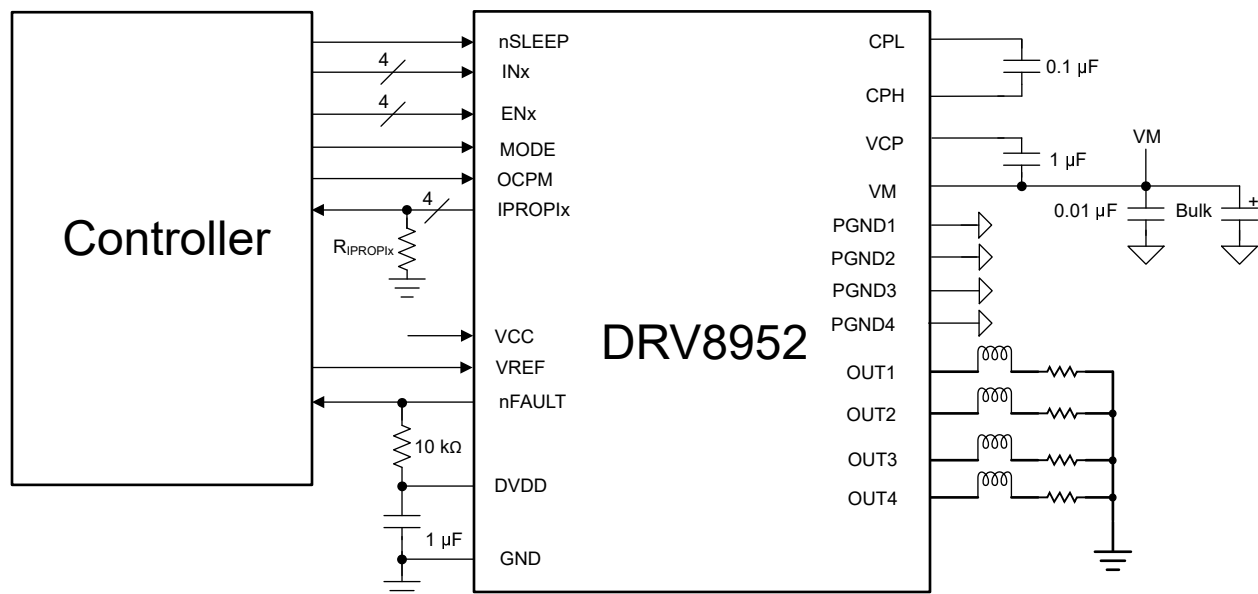 Controller
4
4
4
R_IPROPIx
10 kΩ
1 µF
nSLEEP
INx
ENx
MODE
OCPM
IPROPIx
VCC
VREF
nFAULT
DVDD
GND
DRV8952
CPL
CPH
VCP
VM
PGND1
PGND2
PGND3
PGND4
OUT1
OUT2
OUT3
OUT4
0.1 µF
1 µF
VM
0.01 µF
Bulk
+